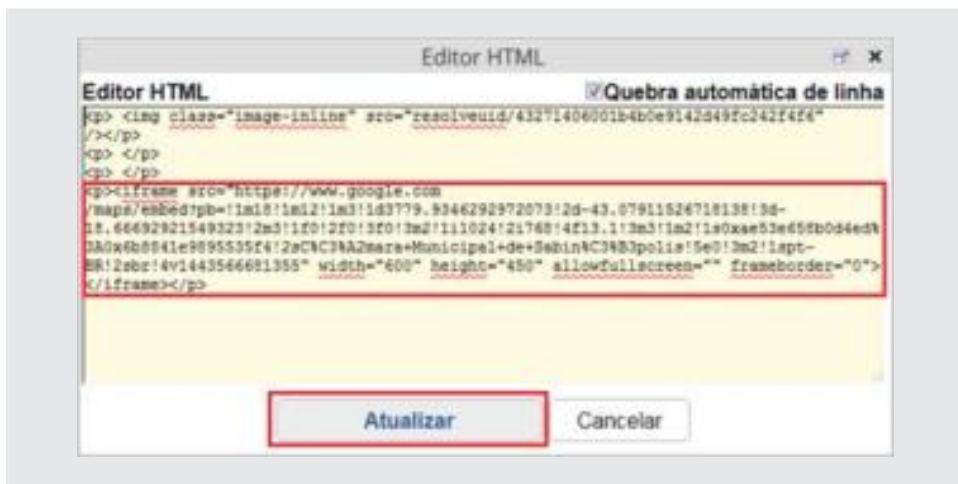 Editor HTML
Editor HTML Quebra automática de linha
<p> <img class="image-inline" src="resolveuid/43271406001b4b0e9142d49fc242f4f6"
/></p>
<p> </p>
<p> </p>
<p><iframe src="https://www.google.com
/maps/embed?pb=!1m18!1m12!1m3!1d3779.9346292972073!2d-43.07911526718138!3d-
18.66692921549323!2m3!1f0!2f0!3f0!3m2!1i1024!2i768!4f13.1!3m3!1m2!1s0xae53e658b0d4ed%
3A0x6b8841e9895535f4!2sC%C3%A2mara+Municipal+de+Sabin%C3%B3polis!5e0!3m2!1spt-
BR!2sbr!4v1443566681355" width="600" height="450" allowfullscreen="" frameborder="0">
</iframe></p>
Atualizar Cancelar